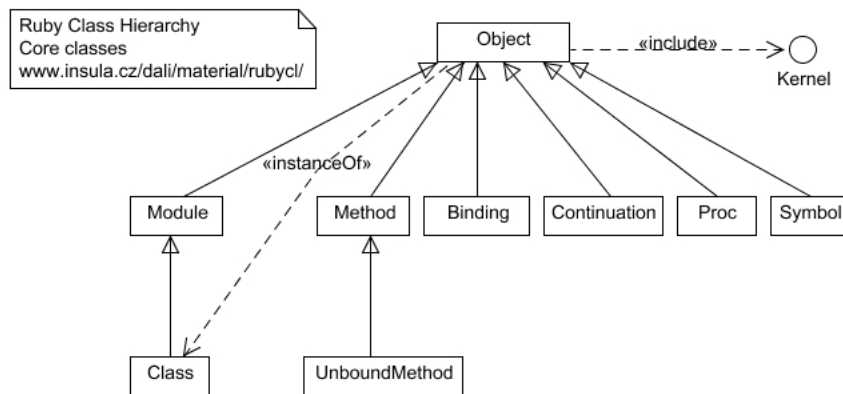 Ruby Class Hierarchy
Core classes
www.insula.cz/dali/material/rubycl/
Object
«include»
Kernel
«instanceOf»
Module
Method
Binding
Continuation
Proc
Symbol
Class
UnboundMethod